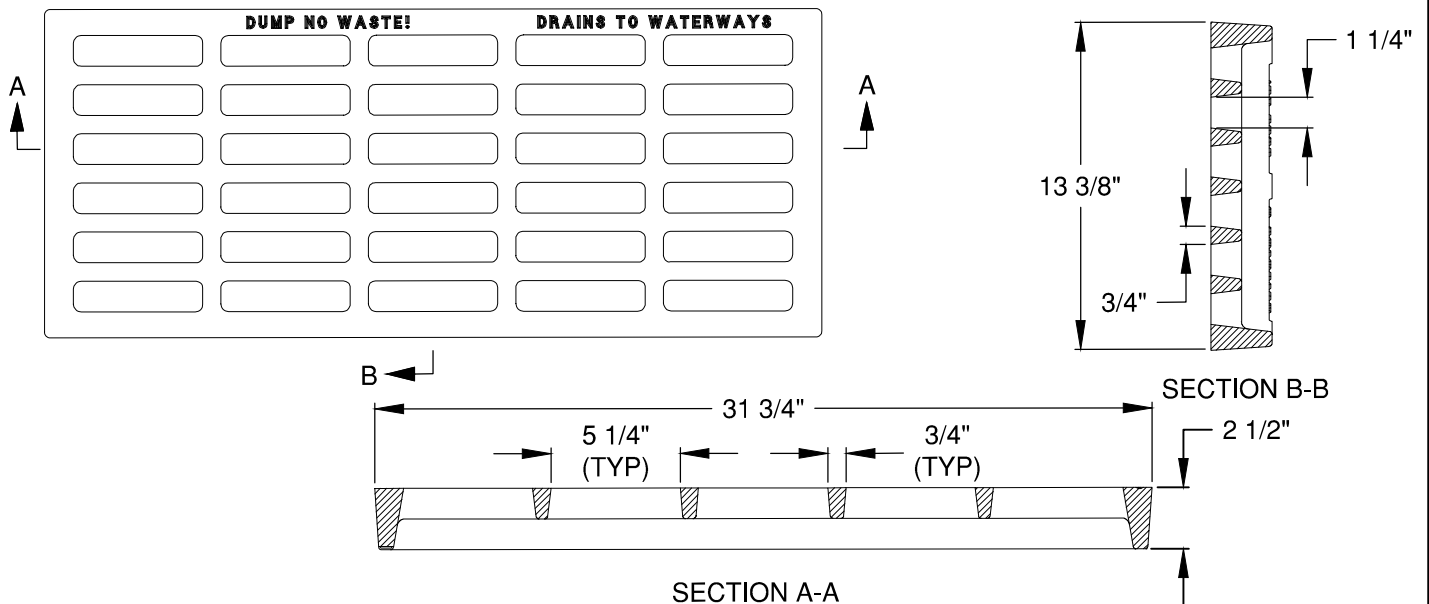 DUMP NO WASTE! DRAINS TO WATERWAYS
A A
1 1/4"
13 3/8"
3/4"
B
SECTION B-B
31 3/4"
2 1/2"
5 1/4" 3/4"
(TYP) (TYP)
SECTION A-A